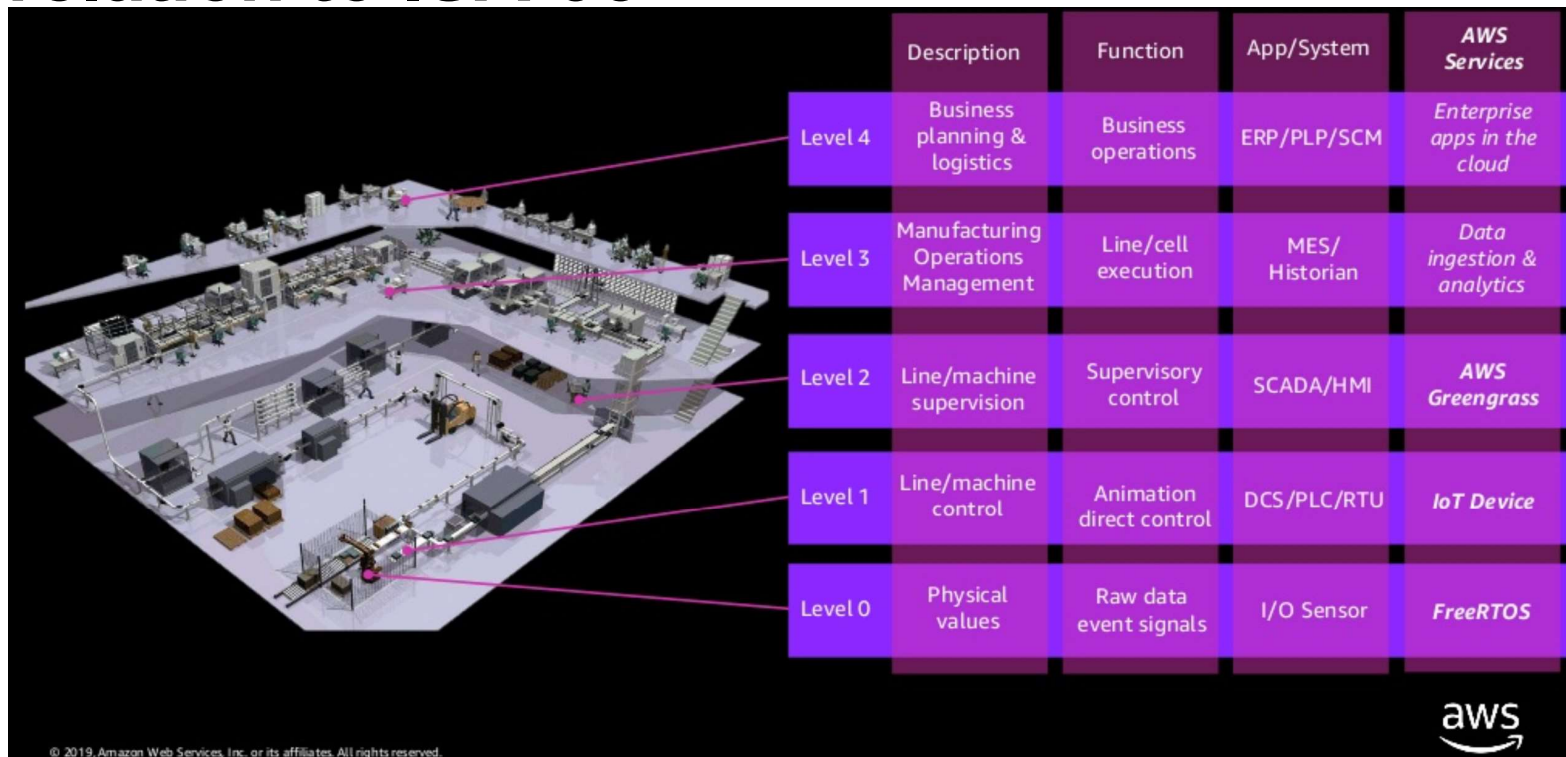 Description
Function
App/System
AWS
Services
Level 4
Business
planning &
logistics
Business
operations
ERP/PLP/SCM
Enterprise
apps in the
cloud
Level 3
Manufacturing
Operations
Management
Line/cell
execution
MES/
Historian
Data
ingestion &
analytics
Level 2
Line/machine
supervision
Supervisory
control
SCADA/HMI
AWS
Greengrass
Level 1
Line/machine
control
Animation
direct control
DCS/PLC/RTU
IoT Device
Level 0
Physical
values
Raw data
event signals
I/O Sensor
FreeRTOS
aws
© 2019, Amazon Web Services, Inc. or its affiliates. All rights reserved.